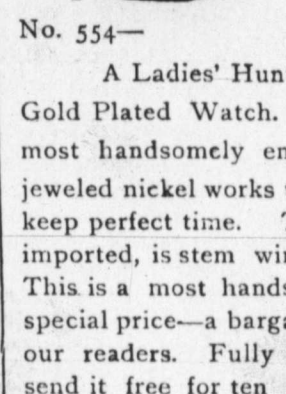 No. 554—
A Ladies' Hun
Gold Plated Watch.
most handsomely en
jeweled nickel works
keep perfect time.
imported, is stem win
This is a most hands
special price—a barga
our readers. Fully
send it free for ten